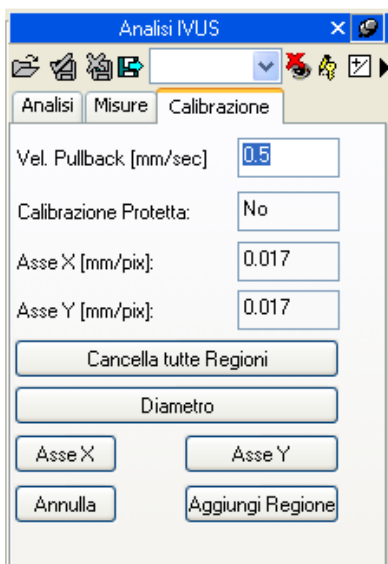 Analisi IVUS
Analisi Misure Calibrazione
Vel. Pullback [mm/sec] 0.5
Calibrazione Protetta: No
Asse X [mm/pix]: 0.017
Asse Y [mm/pix]: 0.017
Cancella tutte Regioni
Diametro
Asse X Asse Y
Annulla Aggiungi Regione